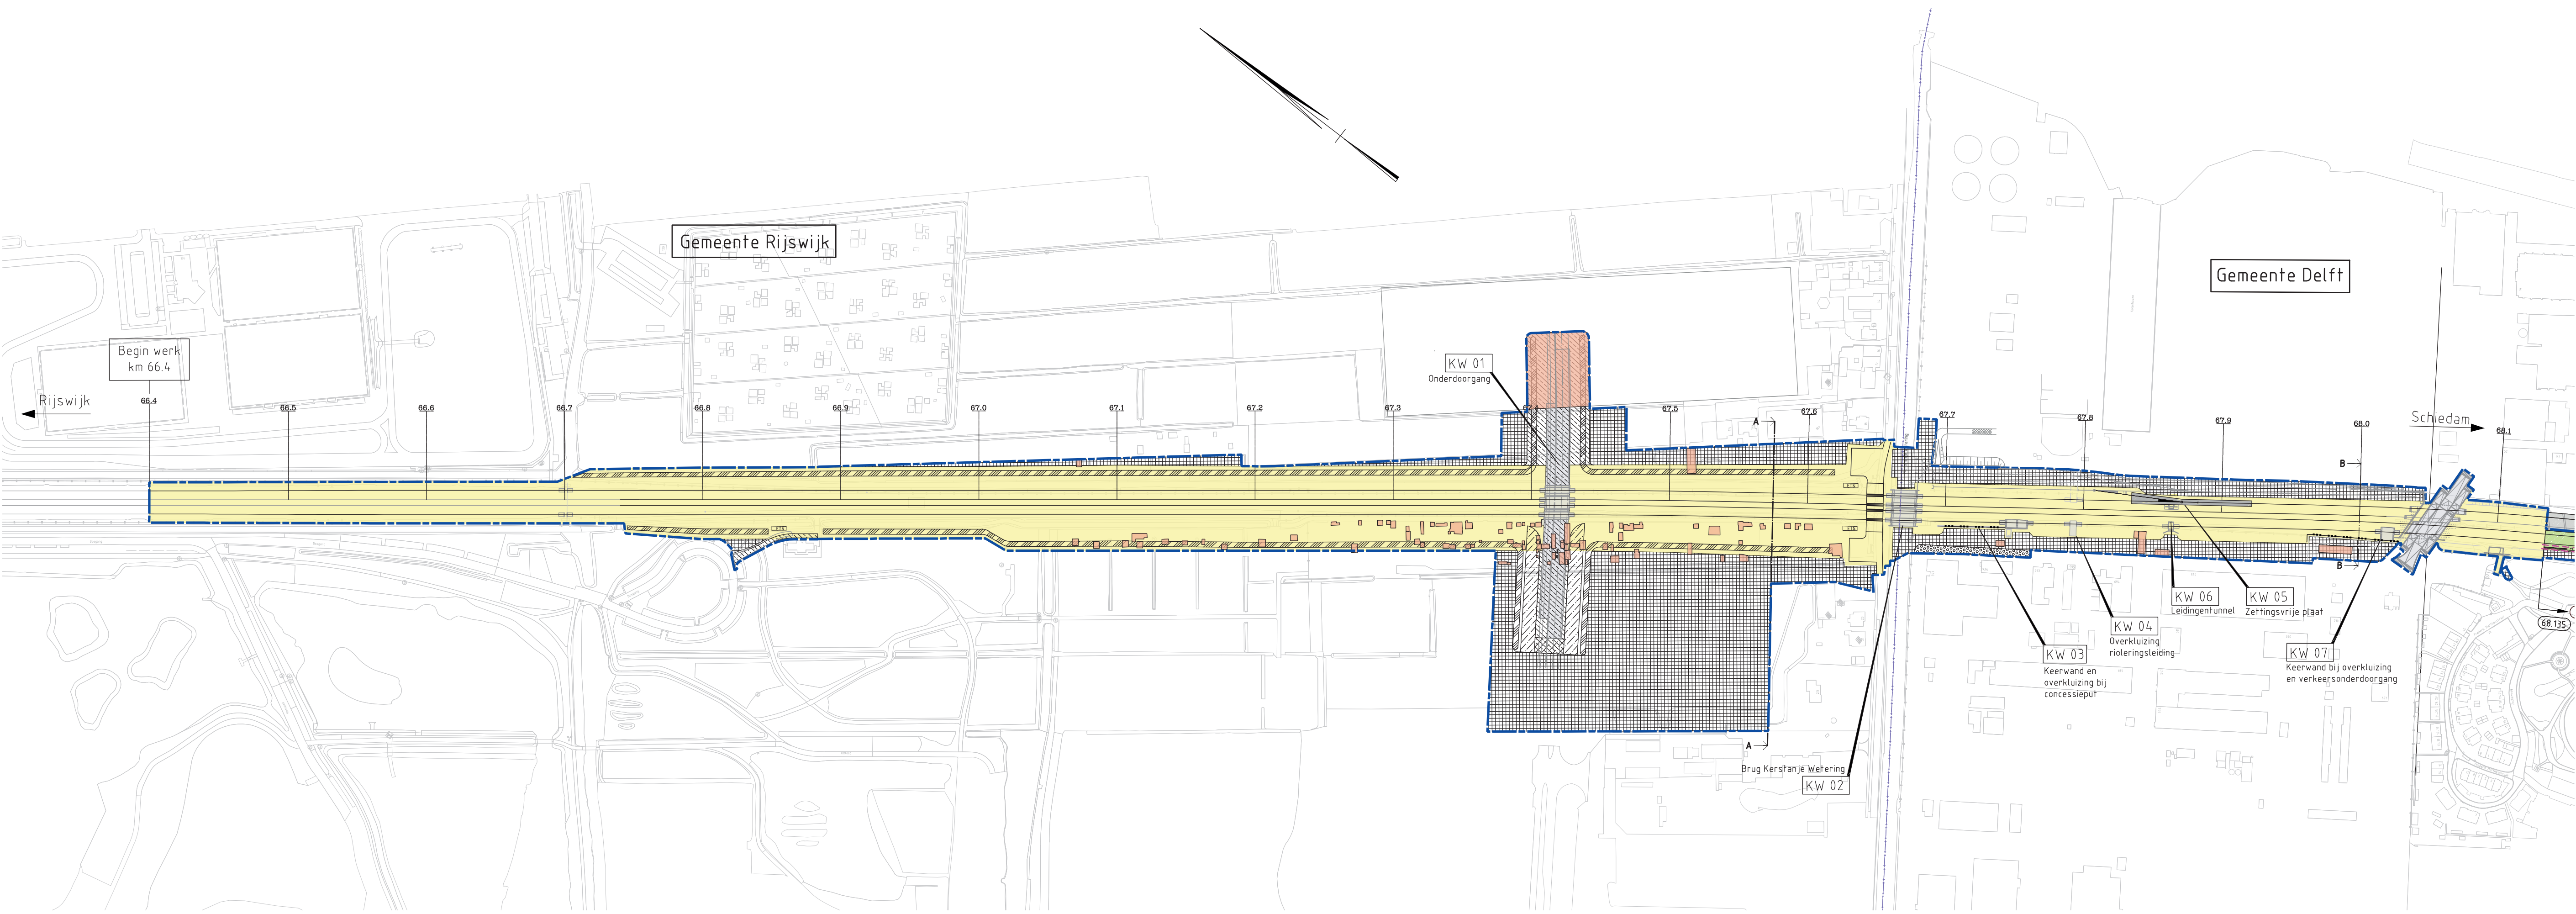 Gemeente Rijswijk
Gemeente Delft
Begin werk
km 66.4
Rijswijk
66.4
66.5
66.6
66.7
66.8
66.9
67.0
67.1
67.2
67.3
67.5
67.6
67.7
67.8
67.9
68.0
68.1
Schiedam
KW 01
Onderdoorgang
A
A
B
B
KW 06
Leidingentunnel
KW 05
Zettingsvrije plaat
KW 04
Overkluizing
rioleringsleiding
KW 03
Keerwand en
overkluizing bij
concessieput
KW 07
Keerwand bij overkluizing
en verkeersonderdoorgang
68.135
Brug Kerstanje Wetering
KW 02